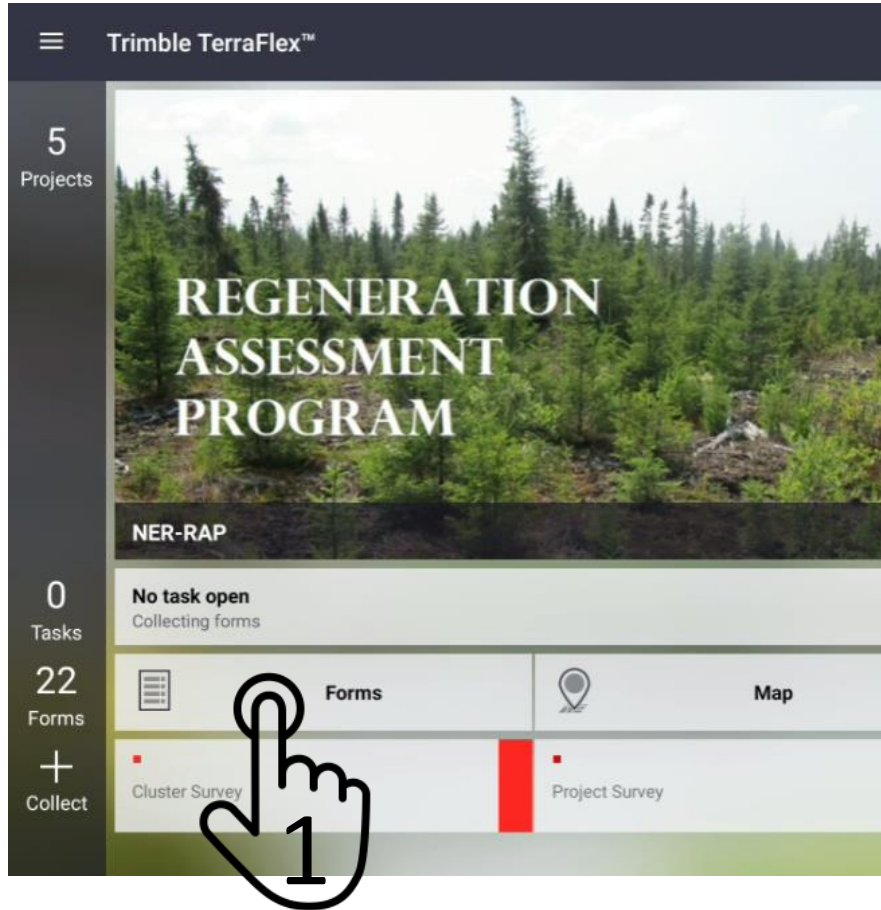 Trimble TerraFlex™
5
Projects
REGENERATION
ASSESSMENT
PROGRAM
NER-RAP
0
Tasks
No task open
Collecting forms
22
Forms
Forms
Map
+
Collect
Cluster Survey
Project Survey
1